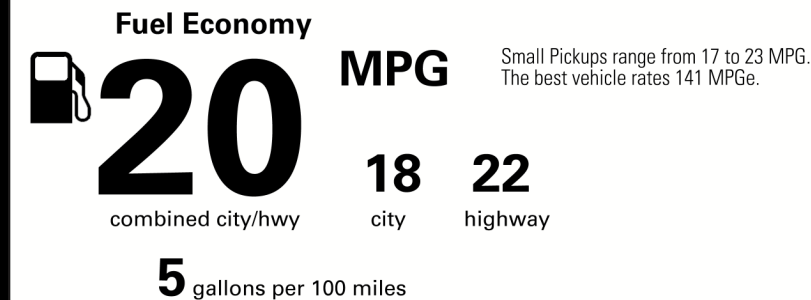 Fuel Economy
20
MPG
Small Pickups range from 17 to 23 MPG.
The best vehicle rates 141 MPGe.
18 22
combined city/hwy city highway
5 gallons per 100 miles